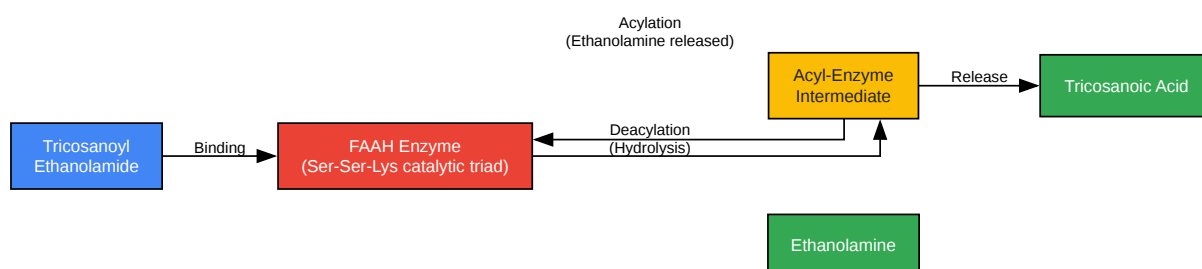 Acylation
(Ethanolamine released)
Acyl-Enzyme
Intermediate
Release
Tricosanoic Acid
Tricosanoyl
Ethanolamide
Binding
FAAH Enzyme
(Ser-Ser-Lys catalytic triad)
Deacylation
(Hydrolysis)
Ethanolamine